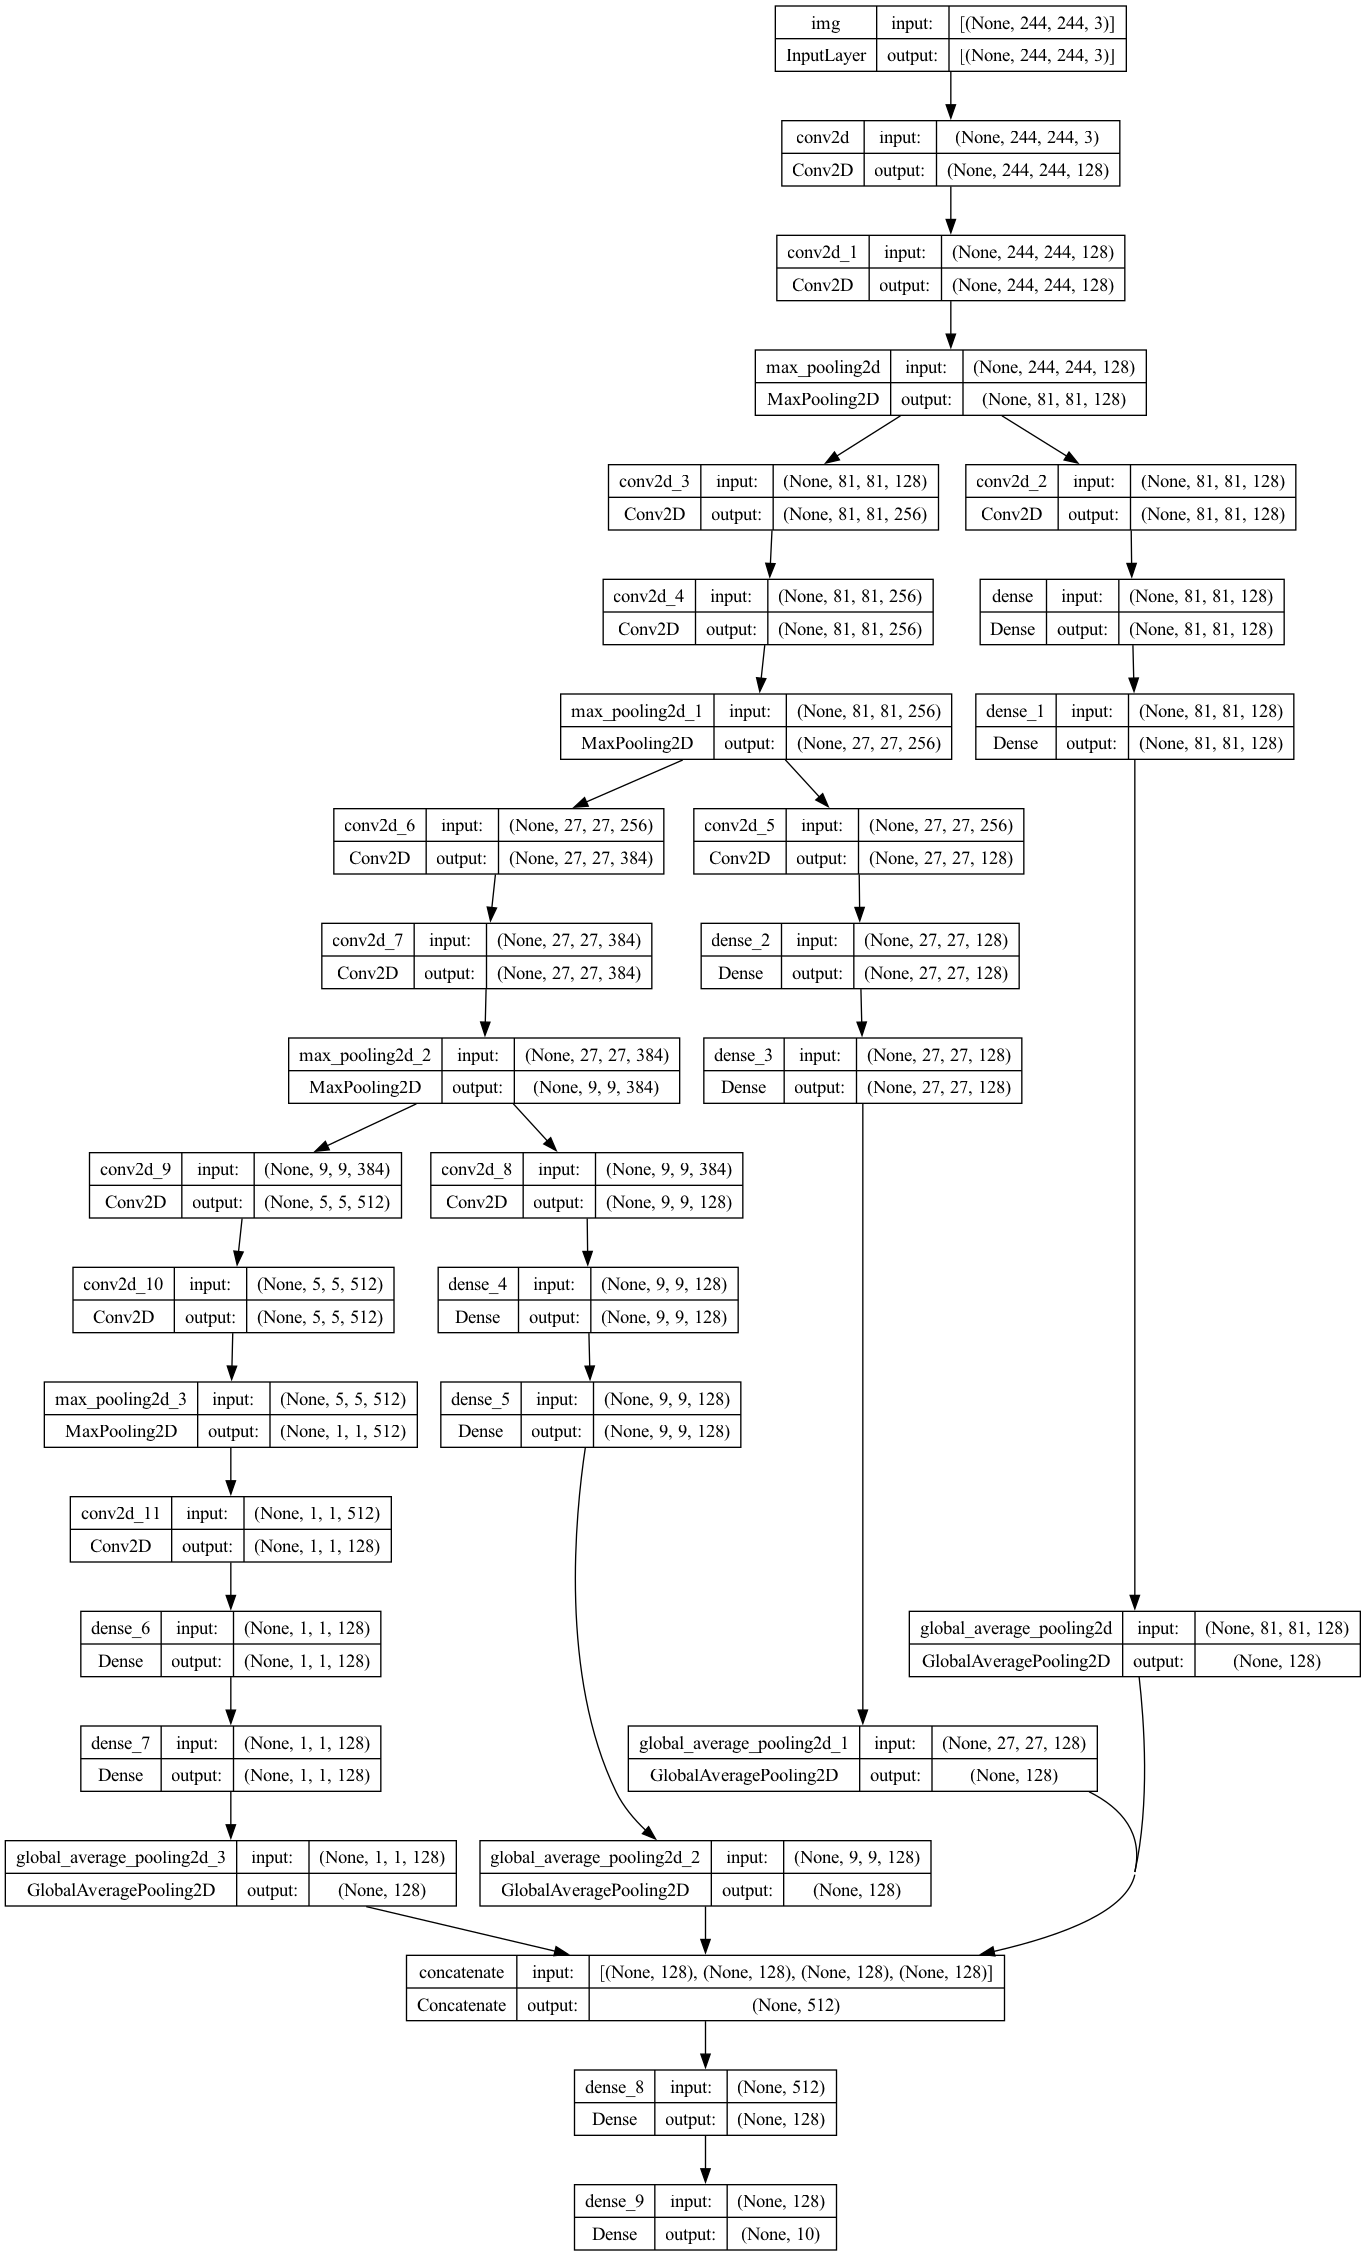 img input: [(None, 244, 244, 3)]
InputLayer output: [(None, 244, 244, 3)]
conv2d input: (None, 244, 244, 3)
Conv2D output: (None, 244, 244, 128)
conv2d_1 input: (None, 244, 244, 128)
Conv2D output: (None, 244, 244, 128)
max_pooling2d input: (None, 244, 244, 128)
MaxPooling2D output: (None, 81, 81, 128)
conv2d_3 input: (None, 81, 81, 128)
Conv2D output: (None, 81, 81, 256)
conv2d_2 input: (None, 81, 81, 128)
Conv2D output: (None, 81, 81, 128)
conv2d_4 input: (None, 81, 81, 256)
Conv2D output: (None, 81, 81, 256)
dense input: (None, 81, 81, 128)
Dense output: (None, 81, 81, 128)
max_pooling2d_1 input: (None, 81, 81, 256)
MaxPooling2D output: (None, 27, 27, 256)
dense_1 input: (None, 81, 81, 128)
Dense output: (None, 81, 81, 128)
conv2d_6 input: (None, 27, 27, 256)
Conv2D output: (None, 27, 27, 384)
conv2d_5 input: (None, 27, 27, 256)
Conv2D output: (None, 27, 27, 128)
conv2d_7 input: (None, 27, 27, 384)
Conv2D output: (None, 27, 27, 384)
dense_2 input: (None, 27, 27, 128)
Dense output: (None, 27, 27, 128)
max_pooling2d_2 input: (None, 27, 27, 384)
MaxPooling2D output: (None, 9, 9, 384)
dense_3 input: (None, 27, 27, 128)
Dense output: (None, 27, 27, 128)
conv2d_9 input: (None, 9, 9, 384)
Conv2D output: (None, 5, 5, 512)
conv2d_8 input: (None, 9, 9, 384)
Conv2D output: (None, 9, 9, 128)
conv2d_10 input: (None, 5, 5, 512)
Conv2D output: (None, 5, 5, 512)
dense_4 input: (None, 9, 9, 128)
Dense output: (None, 9, 9, 128)
max_pooling2d_3 input: (None, 5, 5, 512)
MaxPooling2D output: (None, 1, 1, 512)
dense_5 input: (None, 9, 9, 128)
Dense output: (None, 9, 9, 128)
conv2d_11 input: (None, 1, 1, 512)
Conv2D output: (None, 1, 1, 128)
dense_6 input: (None, 1, 1, 128)
Dense output: (None, 1, 1, 128)
global_average_pooling2d input: (None, 81, 81, 128)
GlobalAveragePooling2D output: (None, 128)
dense_7 input: (None, 1, 1, 128)
Dense output: (None, 1, 1, 128)
global_average_pooling2d_1 input: (None, 27, 27, 128)
GlobalAveragePooling2D output: (None, 128)
global_average_pooling2d_3 input: (None, 1, 1, 128)
GlobalAveragePooling2D output: (None, 128)
global_average_pooling2d_2 input: (None, 9, 9, 128)
GlobalAveragePooling2D output: (None, 128)
concatenate input: [(None, 128), (None, 128), (None, 128), (None, 128)]
Concatenate output: (None, 512)
dense_8 input: (None, 512)
Dense output: (None, 128)
dense_9 input: (None, 128)
Dense output: (None, 10)